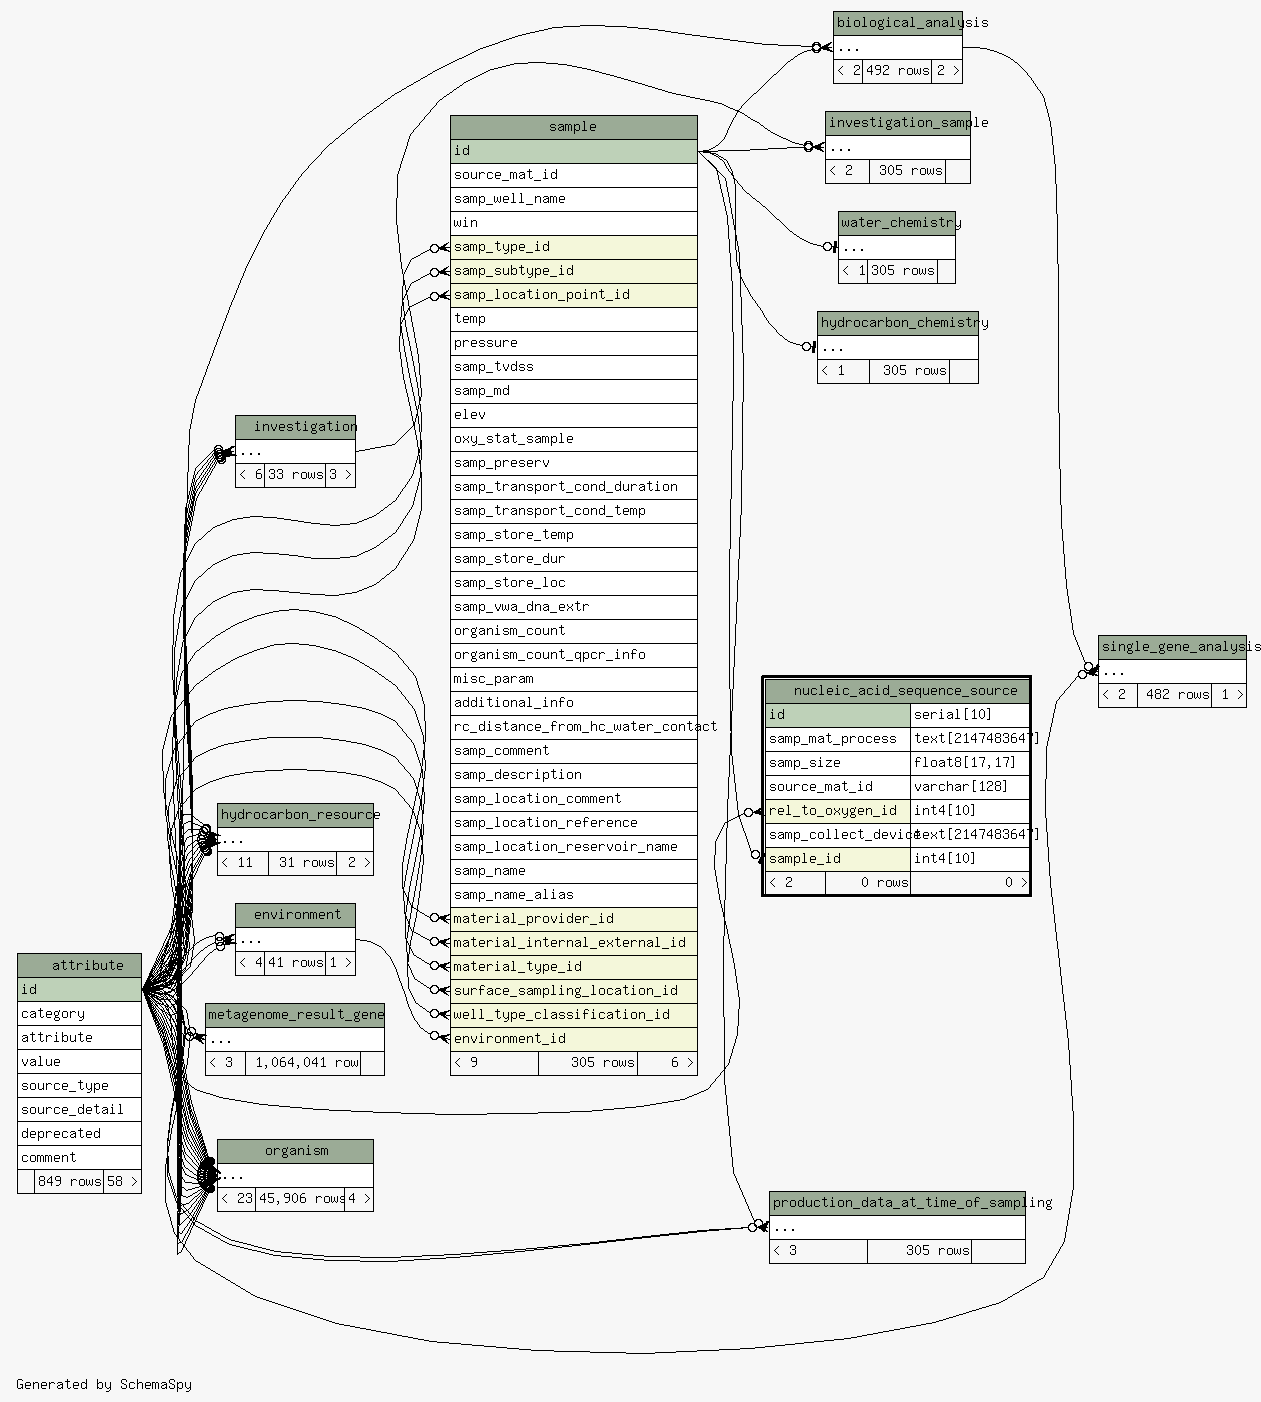 biological_analysis
...
< 2 492 rows 2 >
investigation_sample
...
< 2 305 rows
water_chemistry
...
< 1 305 rows
hydrocarbon_chemistry
...
< 1 305 rows
sample
id
source_mat_id
samp_well_name
win
samp_type_id
samp_subtype_id
samp_location_point_id
temp
pressure
samp_tvdss
samp_md
elev
oxy_stat_sample
samp_preserv
samp_transport_cond_duration
samp_transport_cond_temp
samp_store_temp
samp_store_dur
samp_store_loc
samp_vwa_dna_extr
organism_count
organism_count_qpcr_info
misc_param
additional_info
rc_distance_from_hc_water_contact
samp_comment
samp_description
samp_location_comment
samp_location_reference
samp_location_reservoir_name
samp_name
samp_name_alias
material_provider_id
material_internal_external_id
material_type_id
surface_sampling_location_id
well_type_classification_id
environment_id
< 9 305 rows 6 >
investigation
...
< 6 33 rows 3 >
single_gene_analysis
...
< 2 482 rows 1 >
nucleic_acid_sequence_source
id serial[10]
samp_mat_process text[2147483647]
samp_size float8[17,17]
source_mat_id varchar[128]
rel_to_oxygen_id int4[10]
samp_collect_device text[2147483647]
sample_id int4[10]
< 2 0 rows 0 >
hydrocarbon_resource
...
< 11 31 rows 2 >
environment
...
< 4 41 rows 1 >
attribute
id
category
attribute
value
source_type
source_detail
deprecated
comment
849 rows 58 >
metagenome_result_gene
...
< 3 1,064,041 row
organism
...
< 23 45,906 rows 4 >
production_data_at_time_of_sampling
...
< 3 305 rows
Generated by SchemaSpy